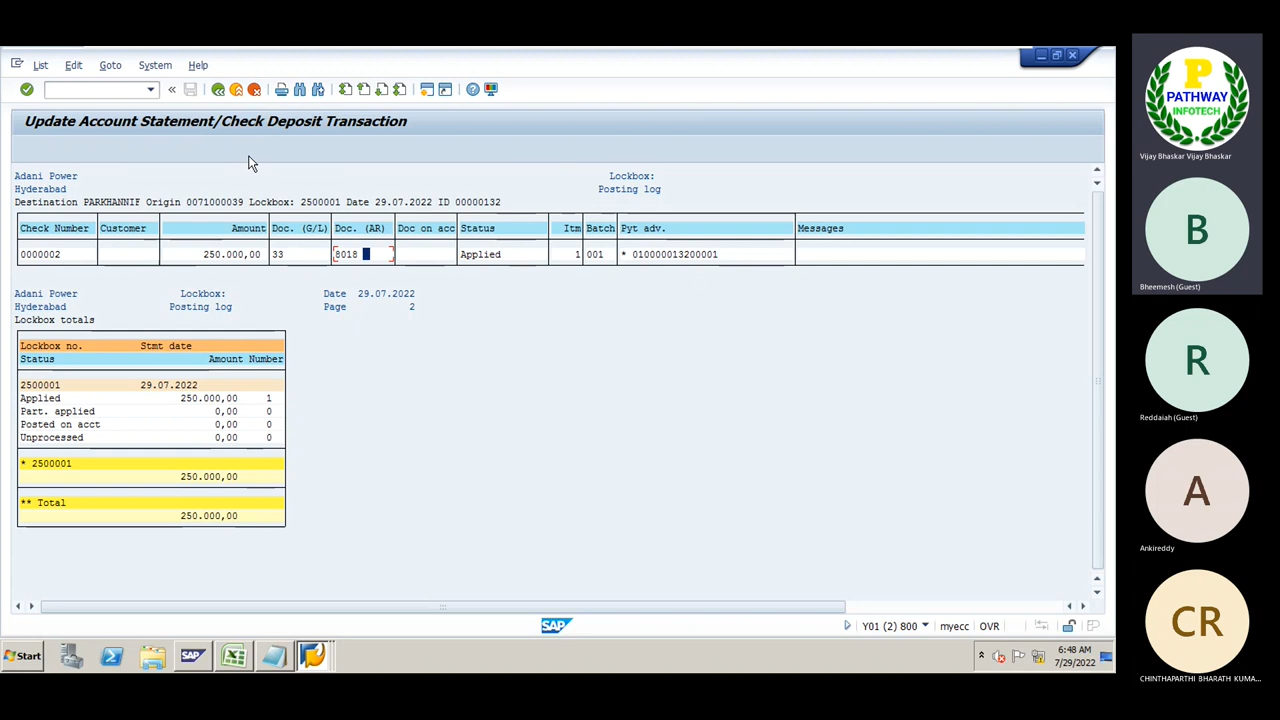 List Edit Goto System Help
Update Account Statement/Check Deposit Transaction
Adani Power Lockbox:
Hyderabad Posting log
Destination PARKHANNIF Origin 0071000039 Lockbox: 2500001 Date 29.07.2022 ID 00000132
Check Number Customer Amount Doc. (G/L) Doc. (AR) Doc on acc Status Itm Batch Pyt adv. Messages
0000002 250.000,00 33 8018 Applied 1 001 * 010000013200001
Adani Power Lockbox: Date 29.07.2022
Hyderabad Posting log Page 2
Lockbox totals
Lockbox no. Stmt date
Status Amount Number
2500001 29.07.2022
Applied 250.000,00 1
Part. applied 0,00 0
Posted on acct 0,00 0
Unprocessed 0,00 0
* 2500001
250.000,00
** Total
250.000,00
SAP Y01 (2) 800 myecc OVR
Start SAP 6:48 AM
7/29/2022
P
PATHWAY
INFOTECH
Vijay Bhaskar Vijay Bhaskar
B
Bheemesh (Guest)
R
Reddaiah (Guest)
A
Ankireddy
CR
CHINTHAPARTHI BHARATH KUMA...